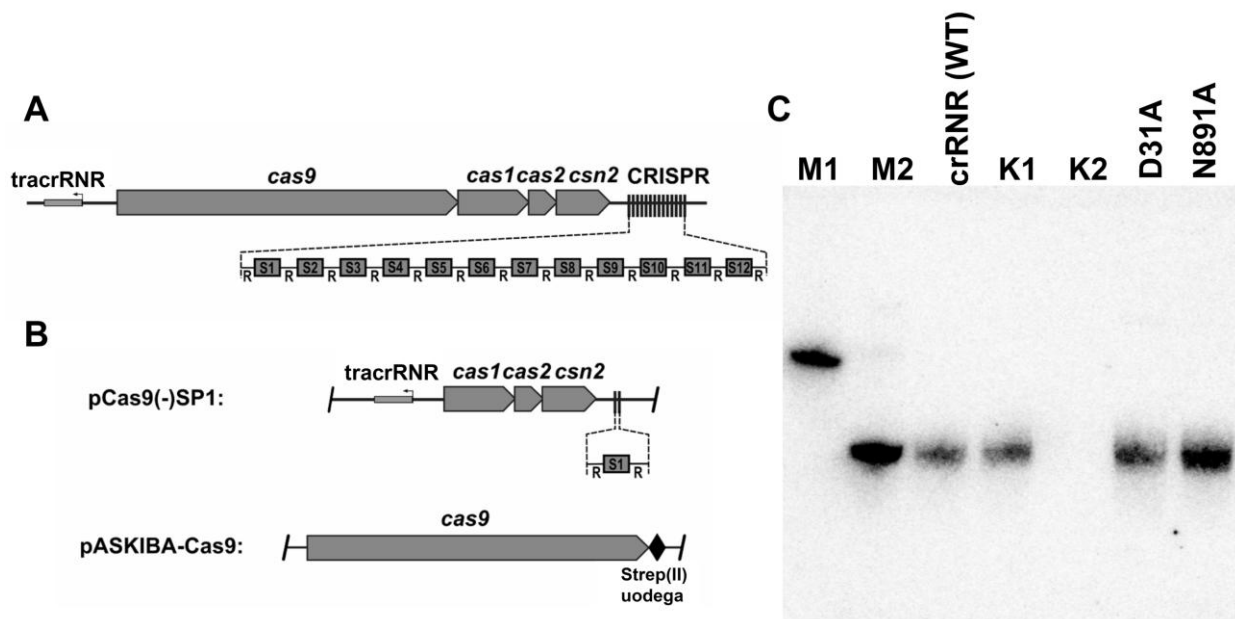 A
tracrRNR cas9 cas1 cas2 csn2 CRISPR
R S1 R S2 R S3 R S4 R S5 R S6 R S7 R S8 R S9 R S10 R S11 R S12 R
B
pCas9(-)SP1: tracrRNR cas1 cas2 csn2
R S1 R
pASKIBA-Cas9: cas9
Strep(II)
uodega
C
M1 M2 crRNR (WT) K1 K2 D31A N891A